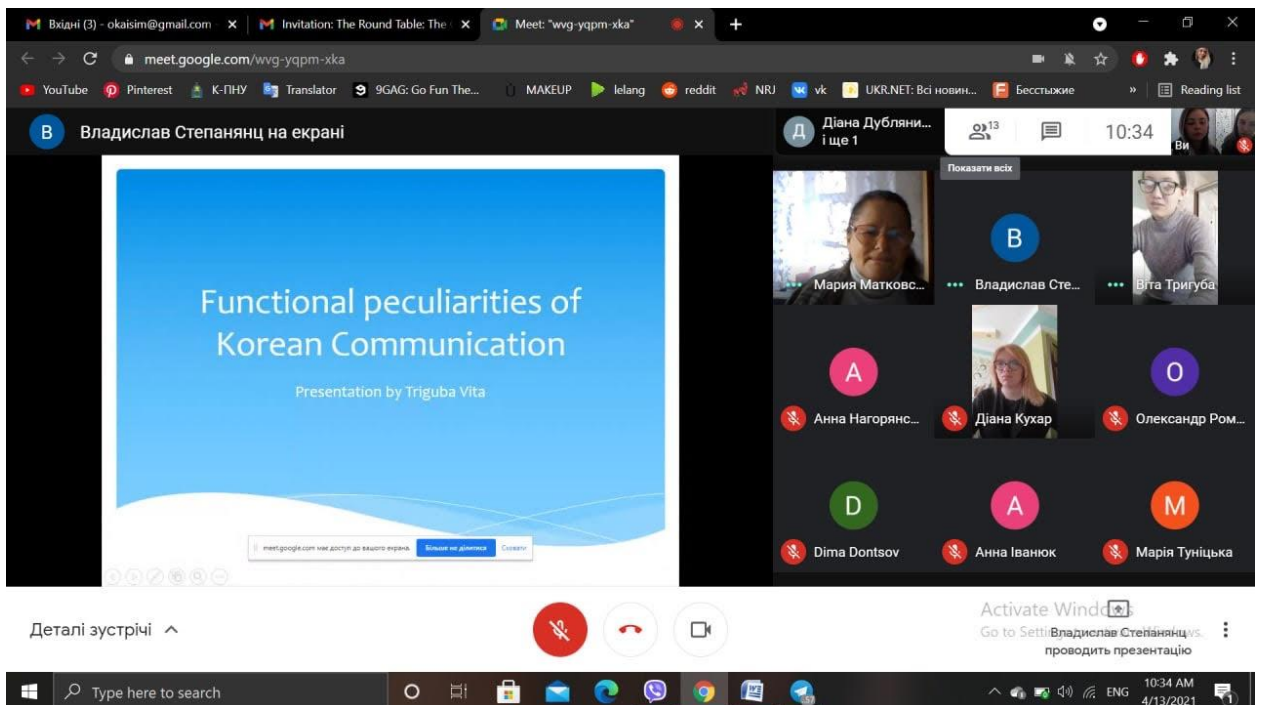 Вхідні (3) - okaisim@gmail.com
Invitation: The Round Table: The
Meet: "wvg-yqpm-xka"
meet.google.com/wvg-yqpm-xka
YouTube
Pinterest
К-ПНУ
Translator
9GAG: Go Fun The...
MAKEUP
lelang
reddit
NRJ
vk
UKR.NET: Всі новин...
Бесстыжие
»
Reading list
В
Владислав Степанянц на екрані
Д
Діана Дубляни...
і ще 1
13
10:34
Ви
Показати всіх
Functional peculiarities of
Korean Communication
Presentation by Triguba Vita
meet.google.com має доступ до вашого екрана.
Більше не ділитися
Сховати
Мария Матковс...
В
Владислав Сте...
Віта Тригуба
А
Анна Нагорянс...
Діана Кухар
О
Олександр Ром...
D
Dima Dontsov
А
Анна Іванюк
М
Марія Туніцька
Деталі зустрічі
Activate Windows
Go to Settings
Владислав Степанянц
проводить презентацію
Type here to search
ENG
10:34 AM
4/13/2021